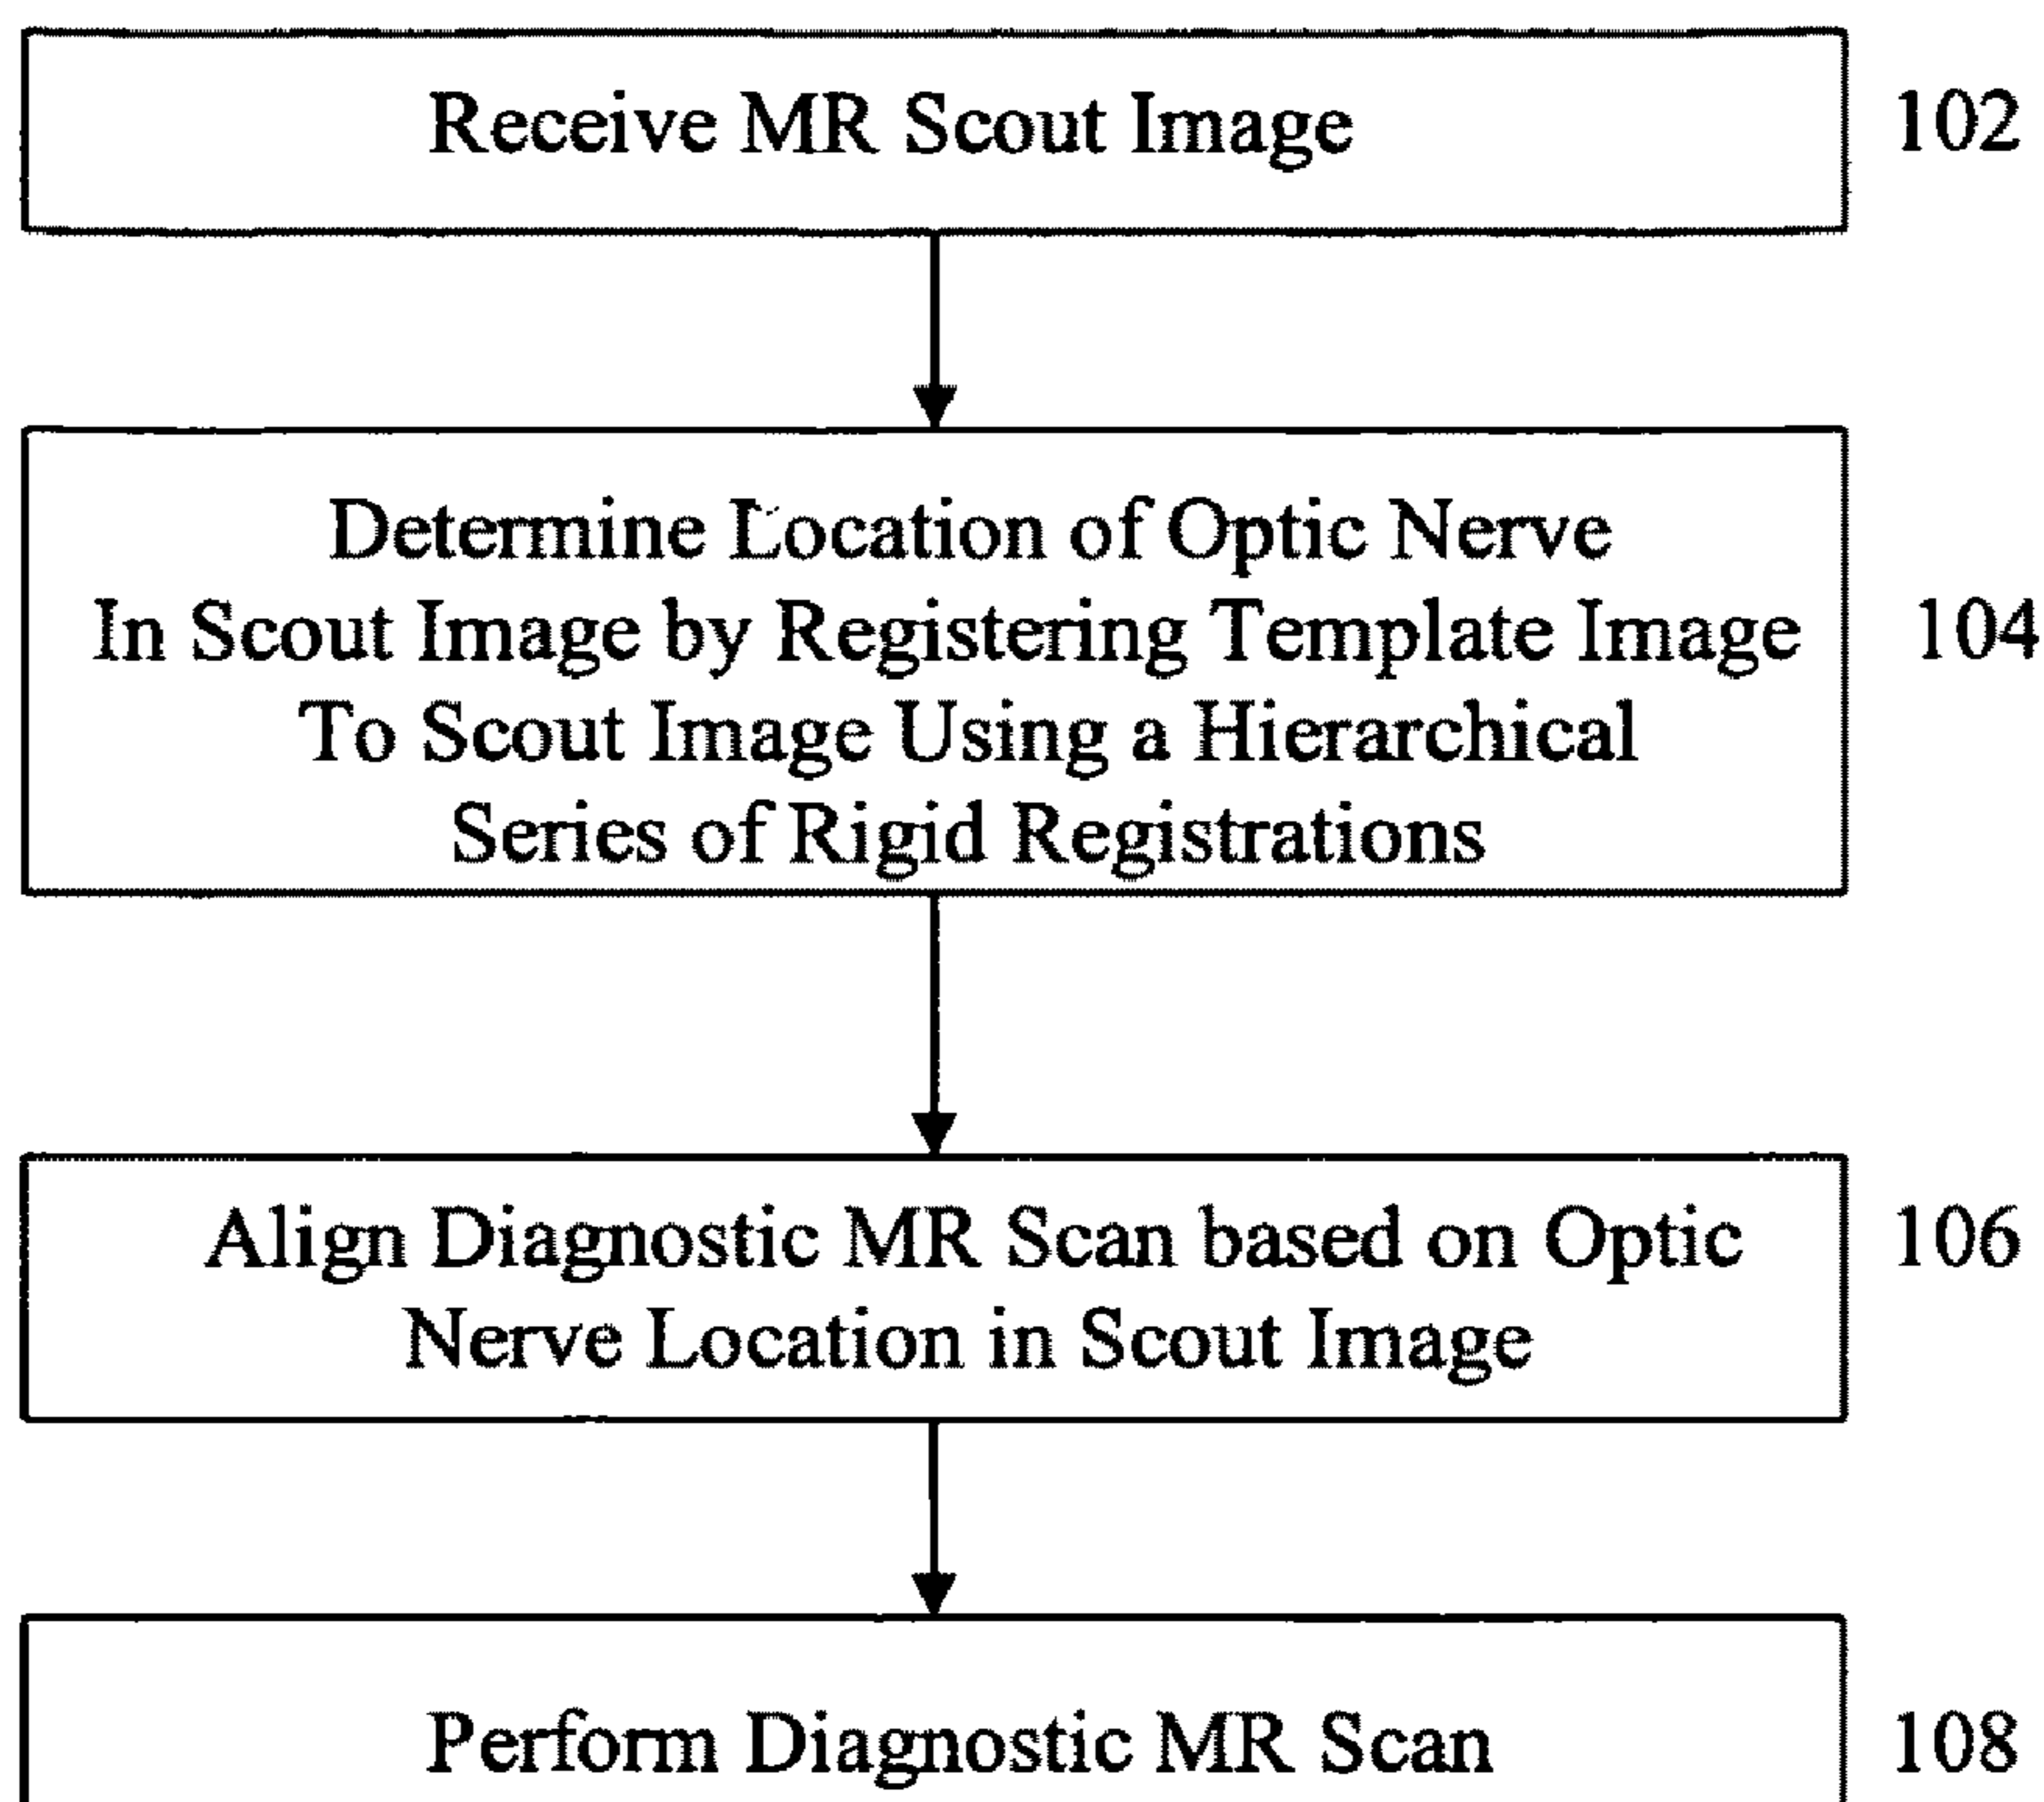 Receive MR Scout Image
102
Determine Location of Optic Nerve
In Scout Image by Registering Template Image
104
To Scout Image Using a Hierarchical
Series of Rigid Registrations
Align Diagnostic MR Scan based on Optic
106
Nerve Location in Scout Image
Perform Diagnostic MR Scan
108